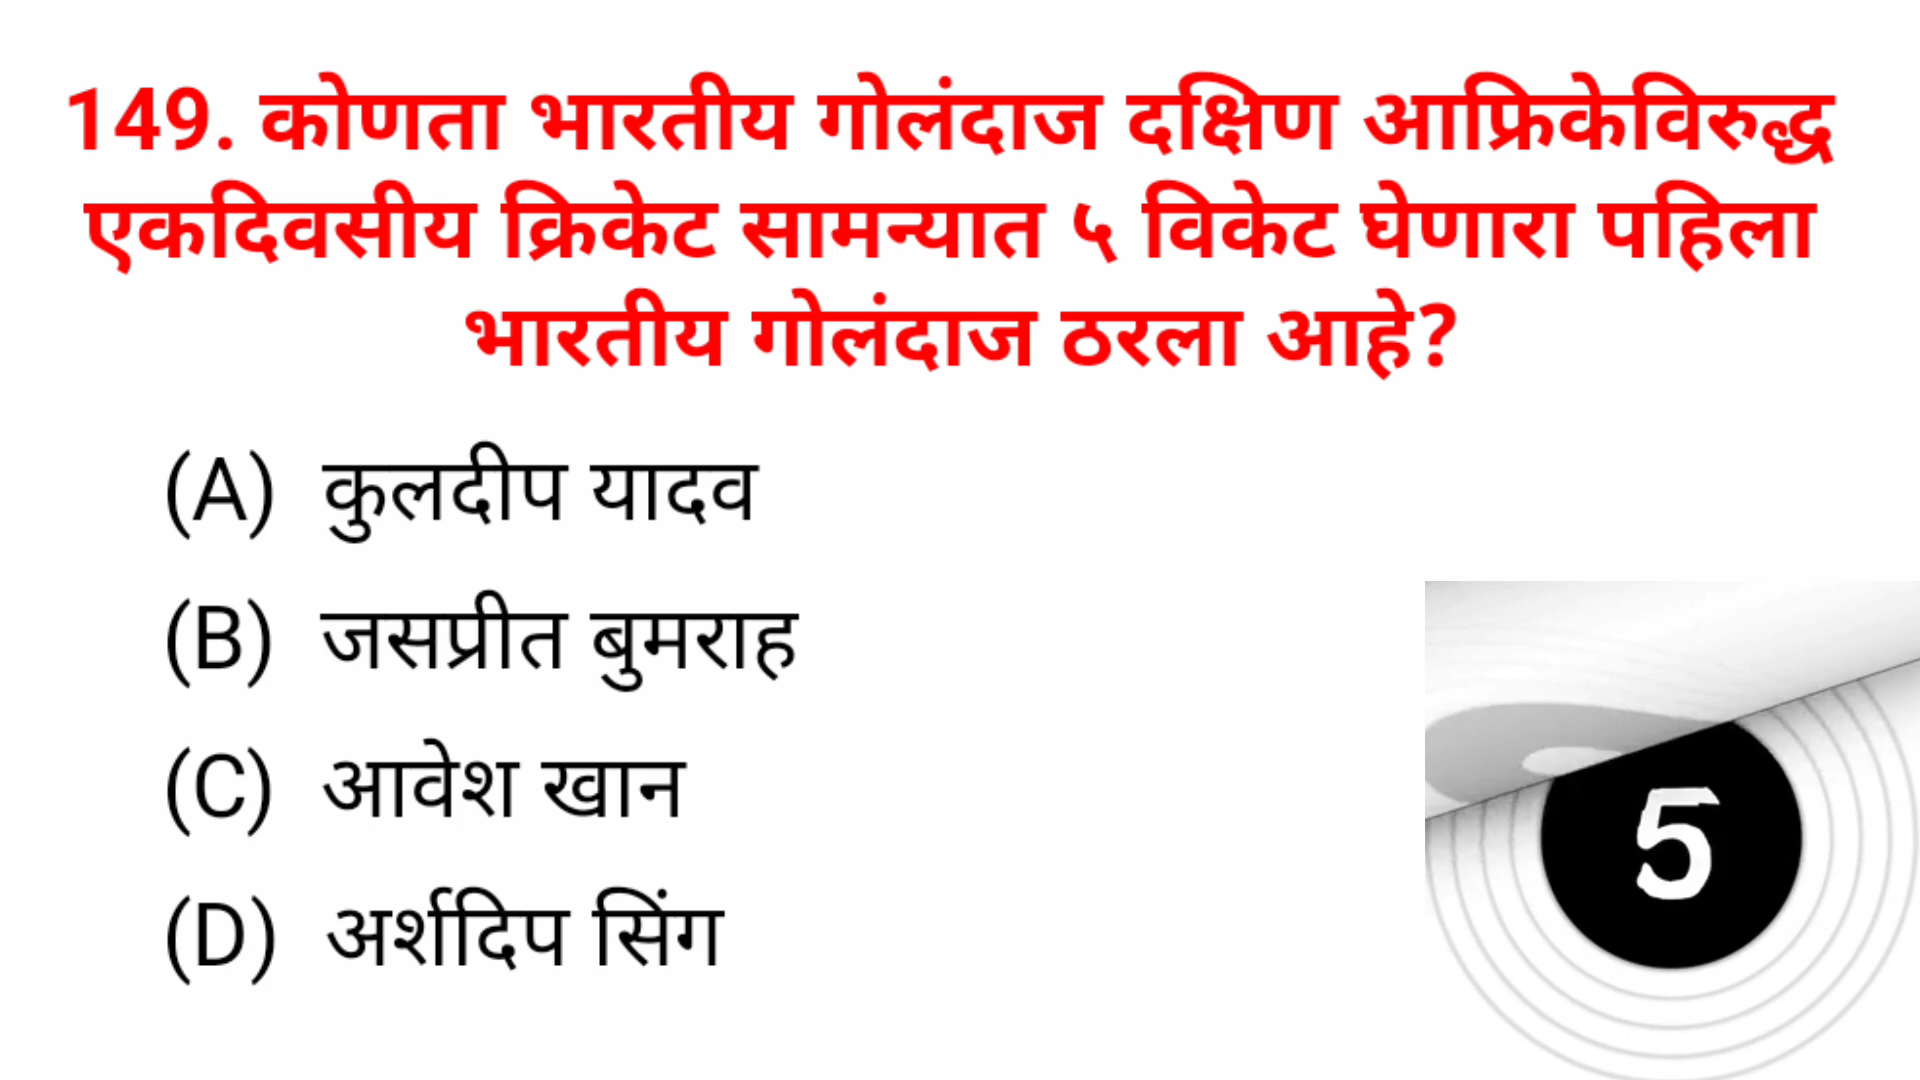 149. कोणता भारतीय गोलंदाज दक्षिण आफ्रिकेविरुद्ध
एकदिवसीय क्रिकेट सामन्यात ५ विकेट घेणारा पहिला
भारतीय गोलंदाज ठरला आहे?
(A) कुलदीप यादव
(B) जसप्रीत बुमराह
(C) आवेश खान
(D) अर्शदिप सिंग
5